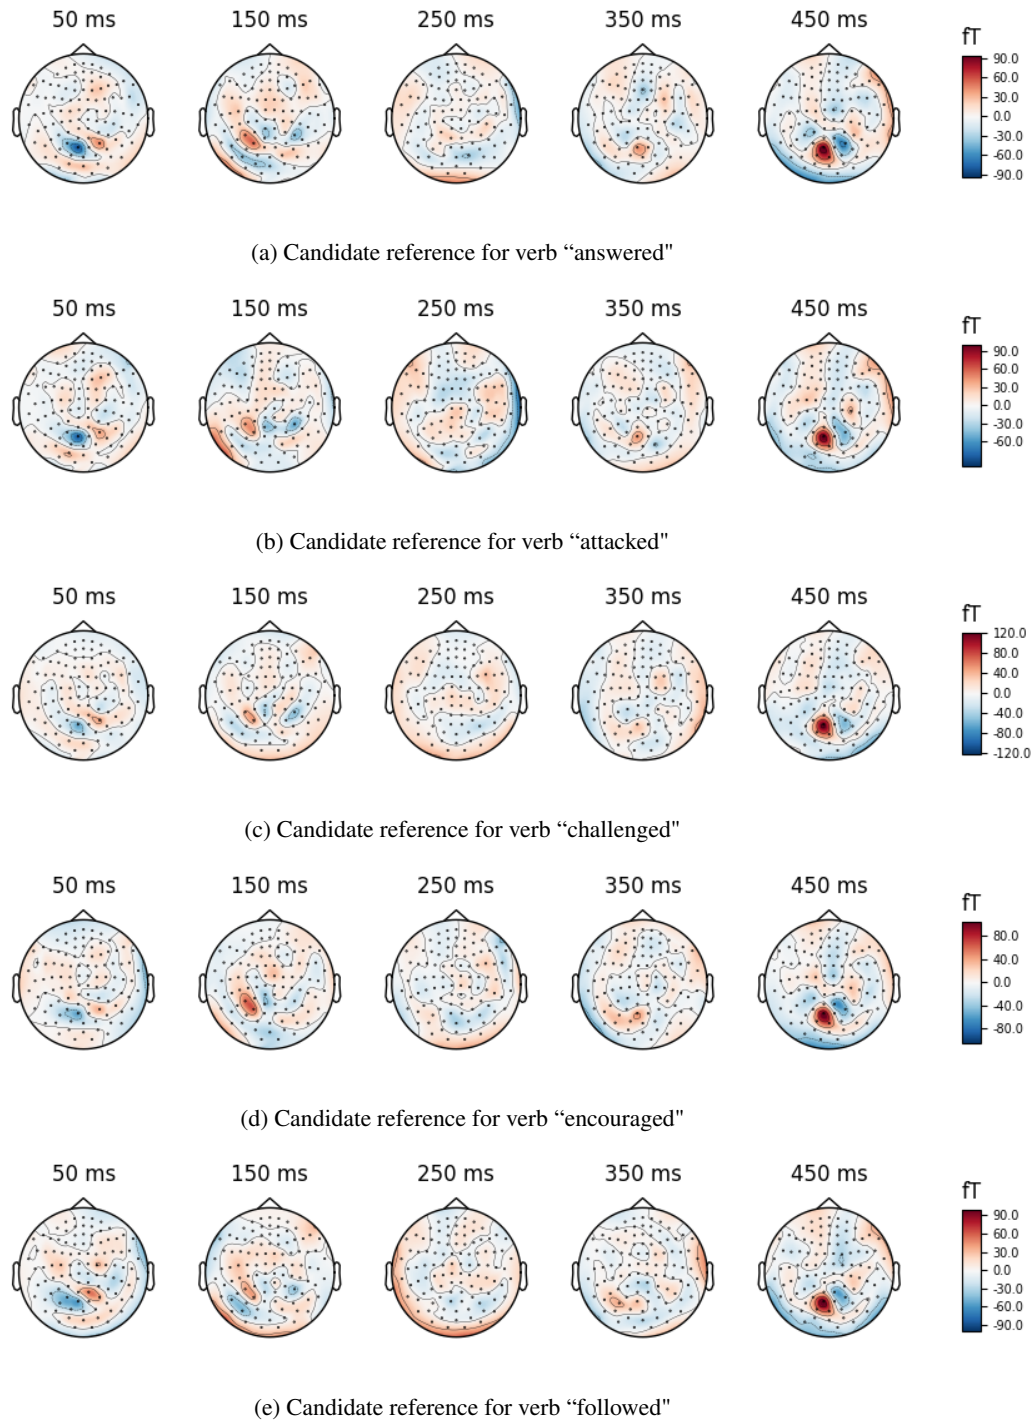 50 ms 150 ms 250 ms 350 ms 450 ms
fT
90.0
60.0
30.0
0.0
-30.0
-60.0
-90.0
(a) Candidate reference for verb “answered"
50 ms 150 ms 250 ms 350 ms 450 ms
fT
90.0
60.0
30.0
0.0
-30.0
-60.0
(b) Candidate reference for verb “attacked"
50 ms 150 ms 250 ms 350 ms 450 ms
fT
120.0
80.0
40.0
0.0
-40.0
-80.0
-120.0
(c) Candidate reference for verb “challenged"
50 ms 150 ms 250 ms 350 ms 450 ms
fT
80.0
40.0
0.0
-40.0
-80.0
(d) Candidate reference for verb “encouraged"
50 ms 150 ms 250 ms 350 ms 450 ms
fT
90.0
60.0
30.0
0.0
-30.0
-60.0
-90.0
(e) Candidate reference for verb “followed"